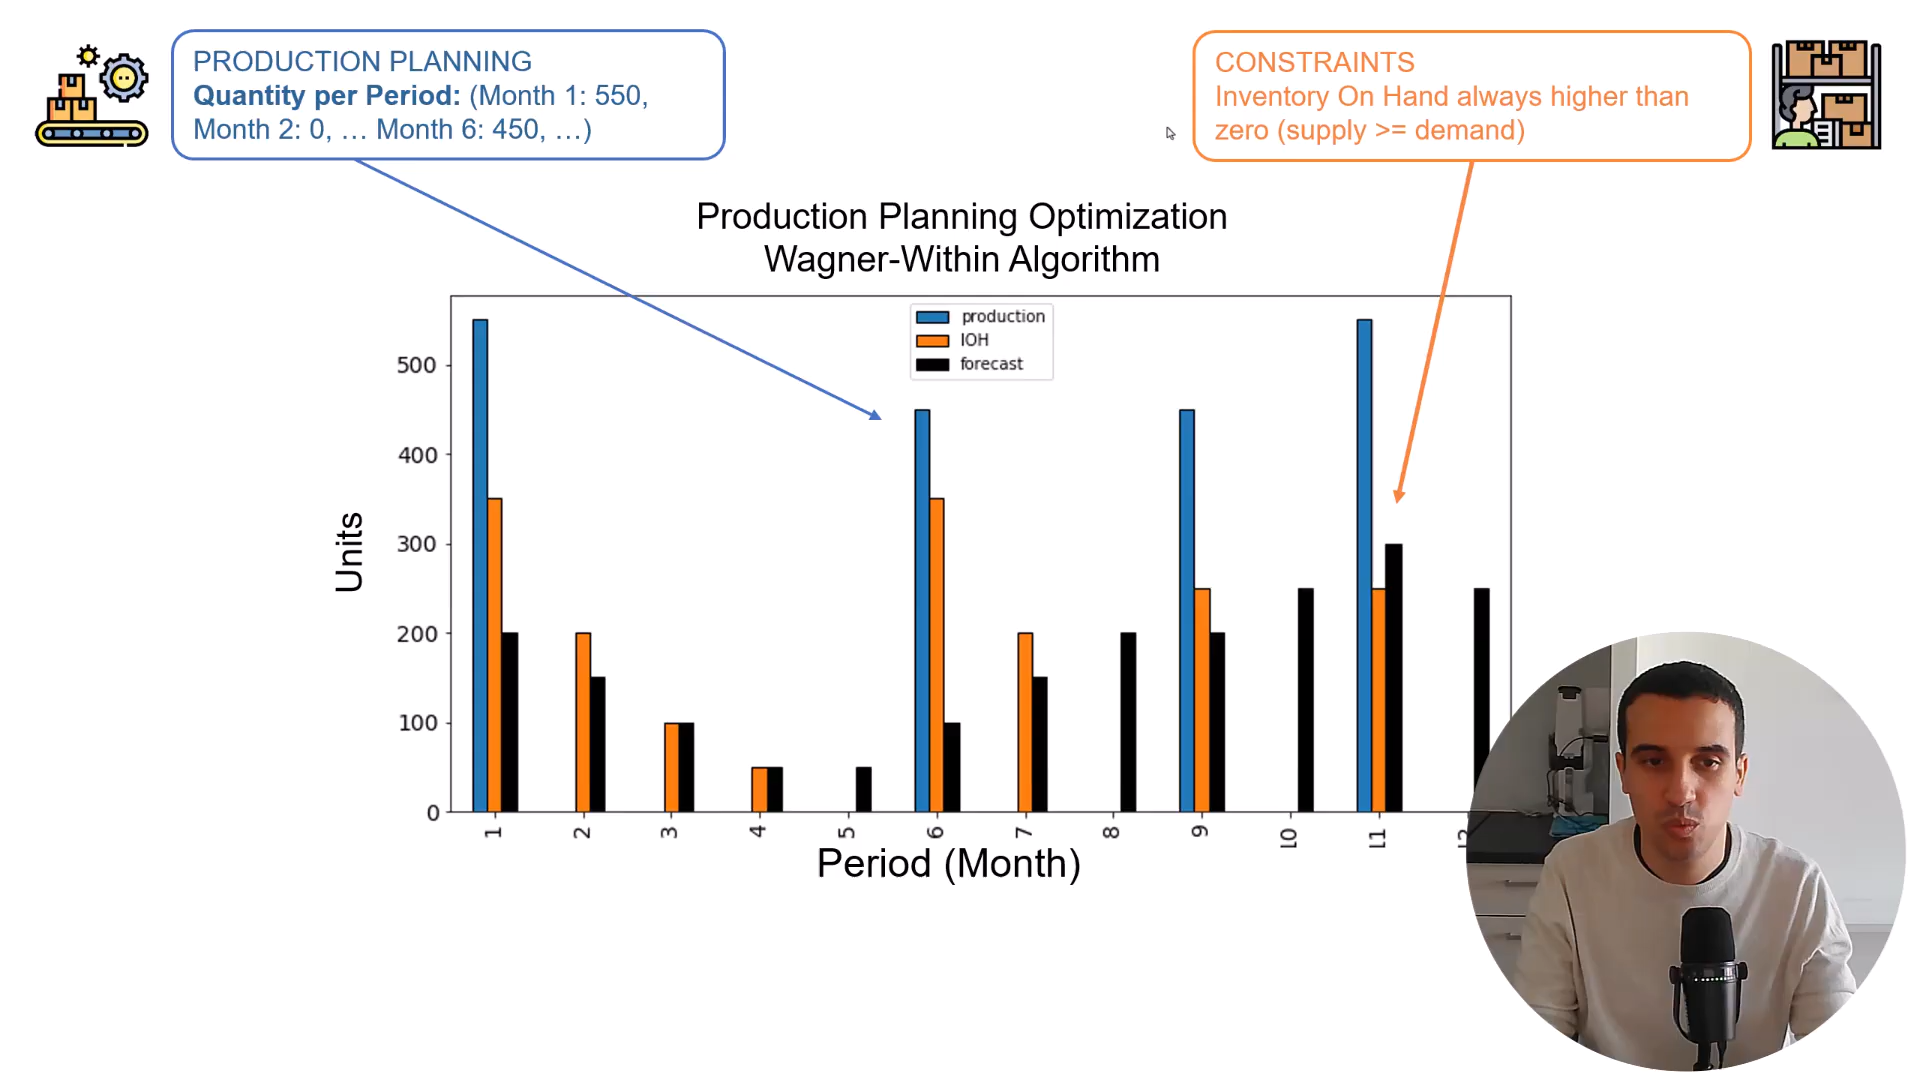 PRODUCTION PLANNING
Quantity per Period: (Month 1: 550,
Month 2: 0, … Month 6: 450, …)
CONSTRAINTS
Inventory On Hand always higher than
zero (supply >= demand)
Production Planning Optimization
Wagner-Within Algorithm
production
IOH
forecast
Units
500
400
300
200
100
0
1
2
3
4
5
6
7
8
9
10
11
Period (Month)